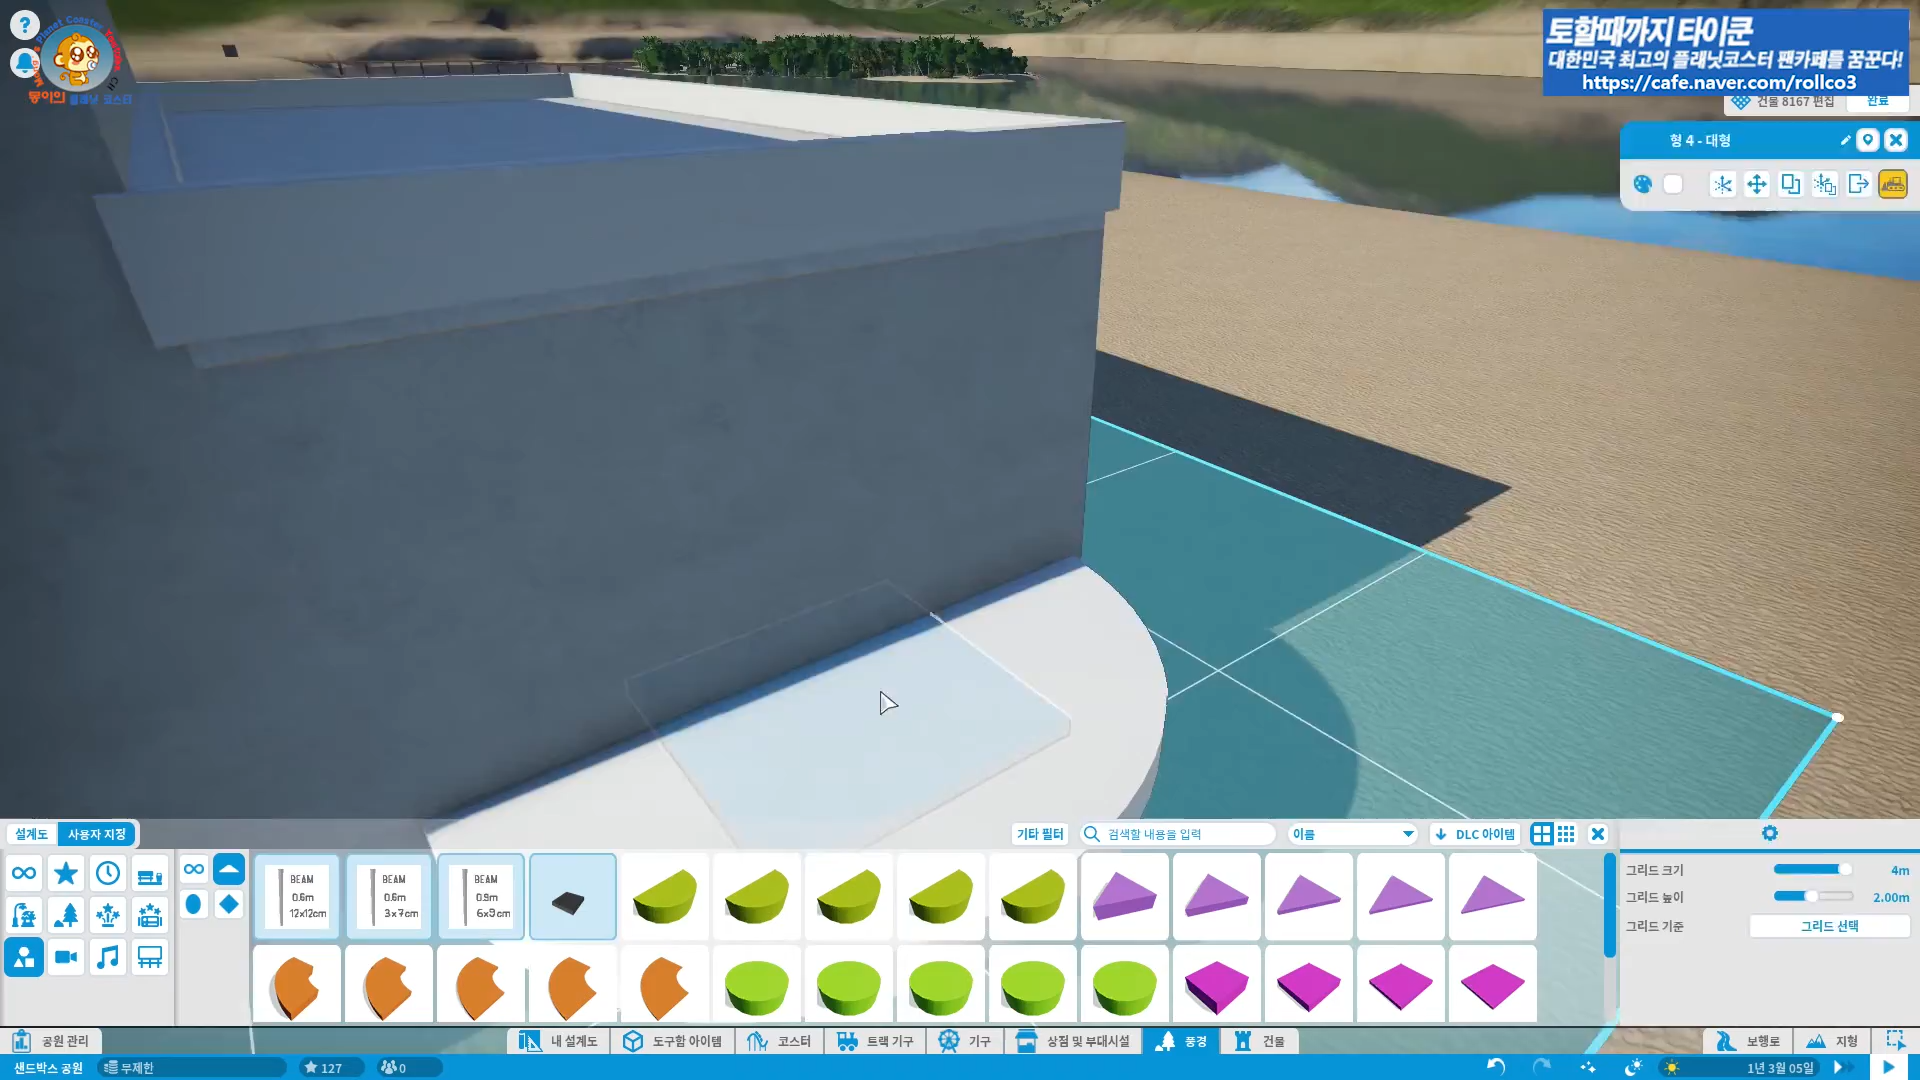 토할때까지 타이쿤
대한민국 최고의 플래닛코스터 팬카페를 꿈꾼다!
https://cafe.naver.com/rollco3
건물 8167 편집
완료
형 4 - 대형
설계도
사용자 지정
기타 필터
검색할 내용을 입력
이름
DLC 아이템
BEAM
0.6m
12x12cm
BEAM
0.6m
3x7cm
BEAM
0.9m
6x9cm
그리드 크기
4m
그리드 높이
2.00m
그리드 기준
그리드 선택
공원 관리
내 설계도
도구함 아이템
코스터
트랙 기구
기구
상점 및 부대시설
풍경
건물
보행로
지형
샌드박스 공원
무제한
127
0
1년 3월 05일